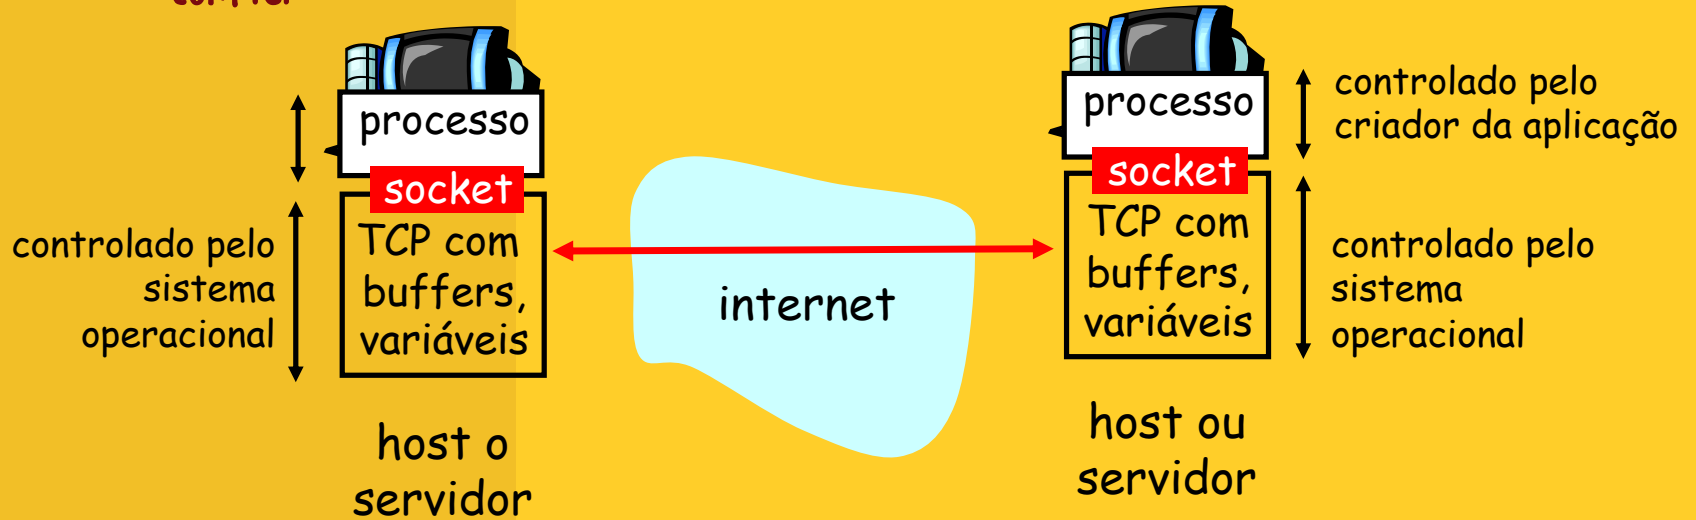 processo
socket
TCP com
buffers,
variáveis
controlado pelo
sistema
operacional
host o
servidor
internet
processo
socket
TCP com
buffers,
variáveis
controlado pelo
criador da aplicação
controlado pelo
sistema
operacional
host ou
servidor